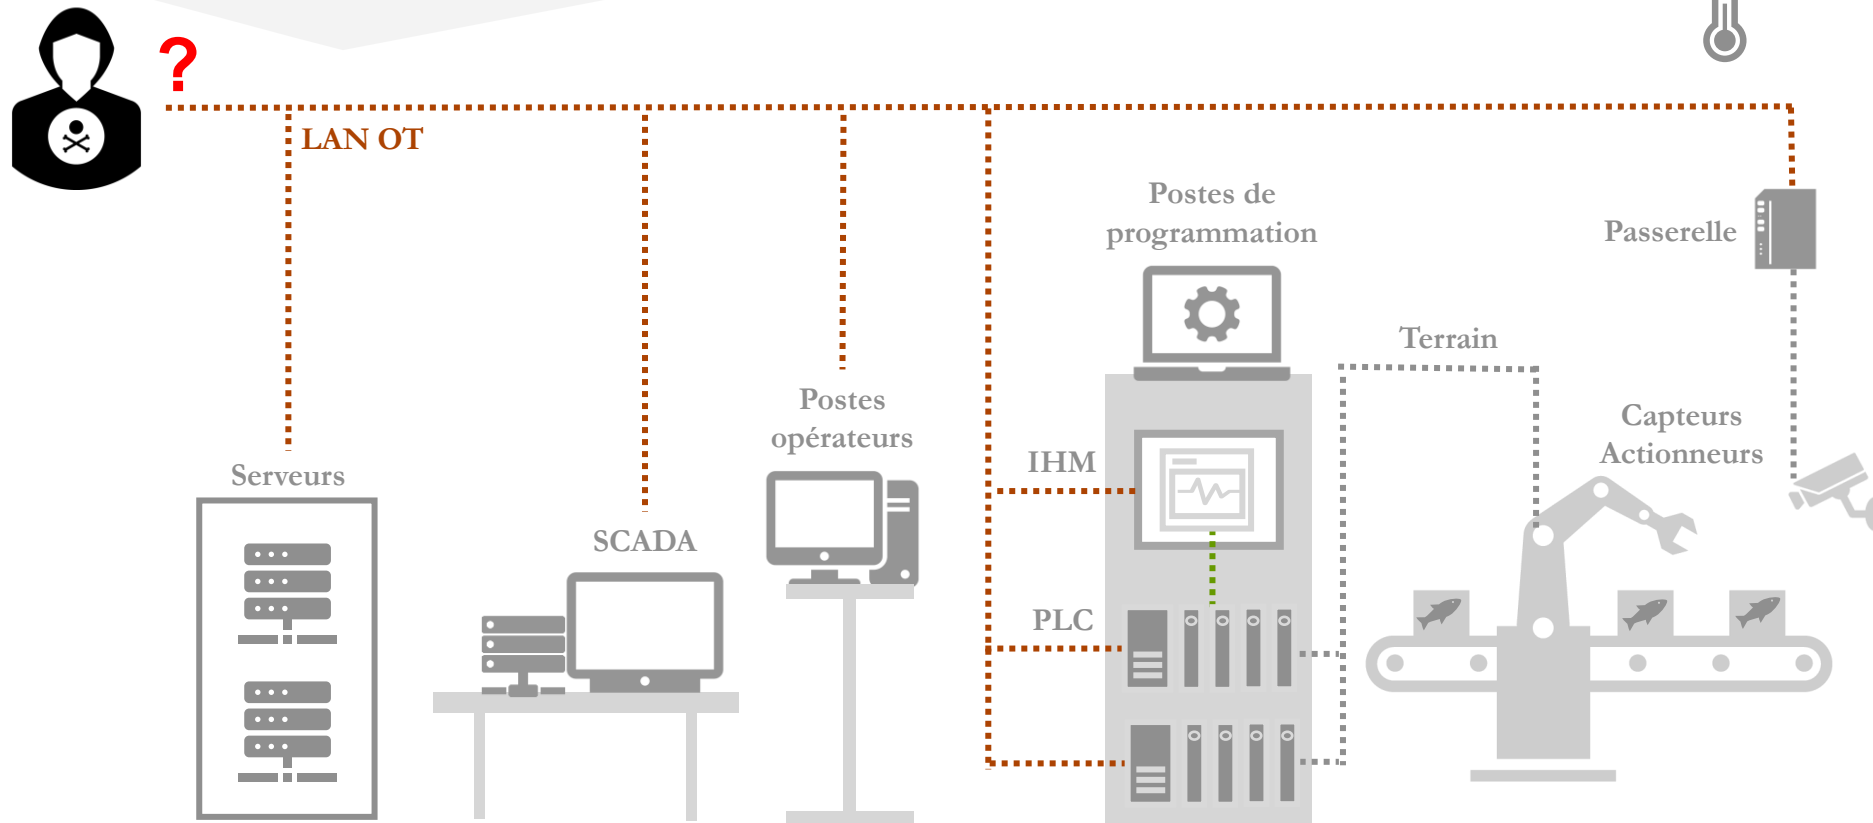 ?
LAN OT
Postes de
programmation
Passerelle
Terrain
Postes
opérateurs
Capteurs
Actionneurs
IHM
Serveurs
SCADA
PLC